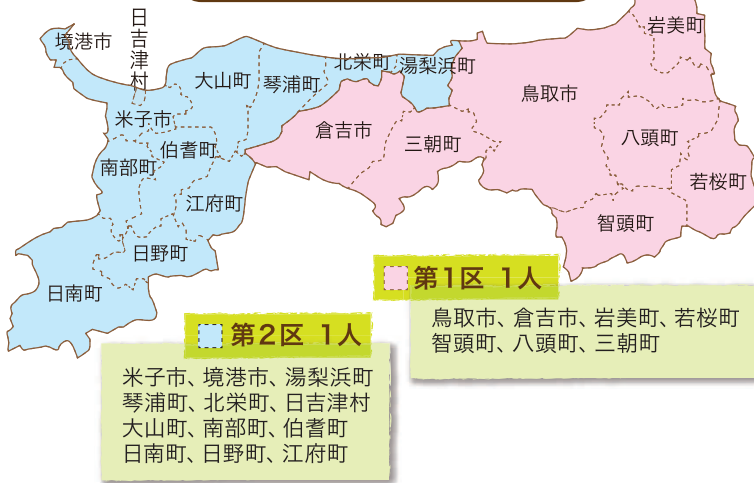 日吉津村
境港市
岩美町
北栄町
湯梨浜町
大山町
琴浦町
鳥取市
米子市
倉吉市
三朝町
八頭町
伯耆町
南部町
若桜町
江府町
智頭町
日野町
日南町
第1区 1人
鳥取市、倉吉市、岩美町、若桜町
智頭町、八頭町、三朝町
第2区 1人
米子市、境港市、湯梨浜町
琴浦町、北栄町、日吉津村
大山町、南部町、伯耆町
日南町、日野町、江府町